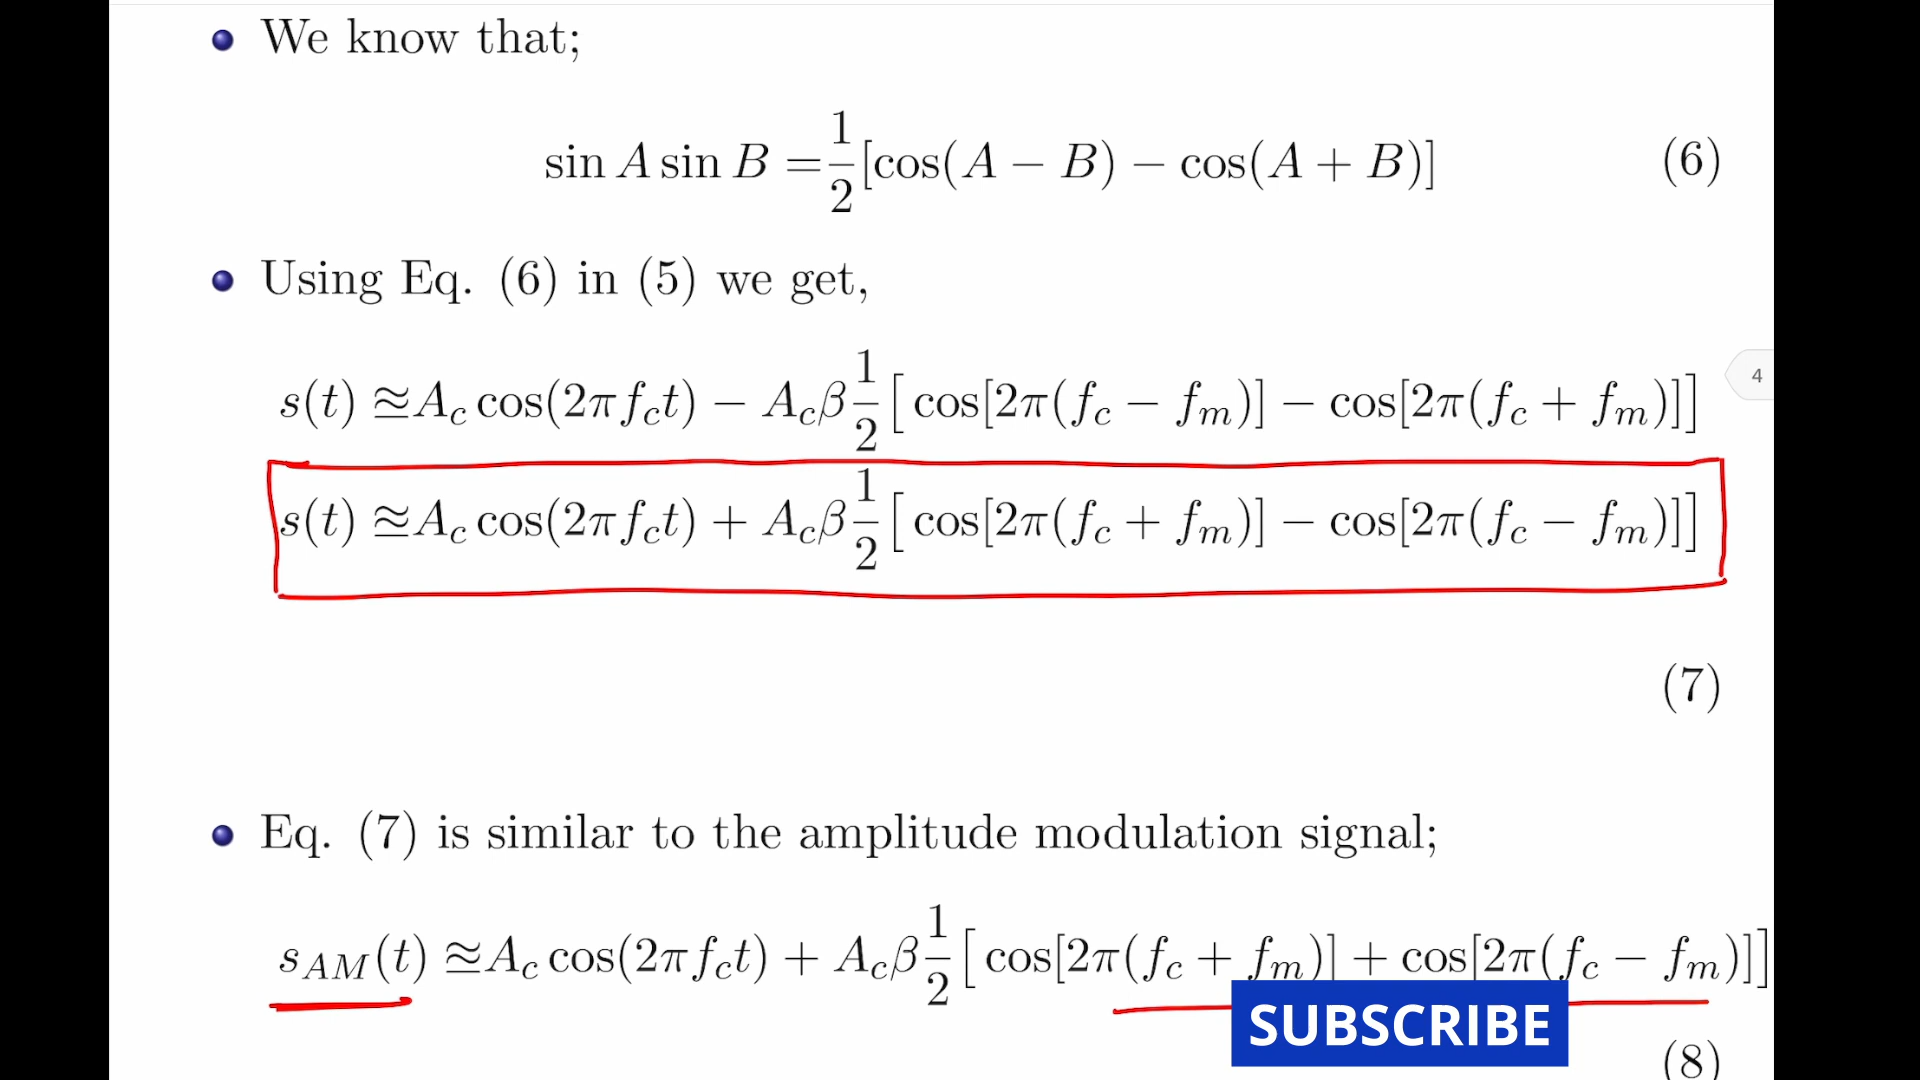 We know that;
sin A sin B = 1/2 [cos(A − B) − cos(A + B)] (6)
Using Eq. (6) in (5) we get,
s(t) ≊ A_c cos(2πf_c t) − A_c β 1/2 [ cos[2π(f_c − f_m)] − cos[2π(f_c + f_m)]]
4
s(t) ≊ A_c cos(2πf_c t) + A_c β 1/2 [ cos[2π(f_c + f_m)] − cos[2π(f_c − f_m)]]
(7)
Eq. (7) is similar to the amplitude modulation signal;
s_AM(t) ≊ A_c cos(2πf_c t) + A_c β 1/2 [ cos[2π(f_c + f_m)] + cos[2π(f_c − f_m)]]
SUBSCRIBE
(8)